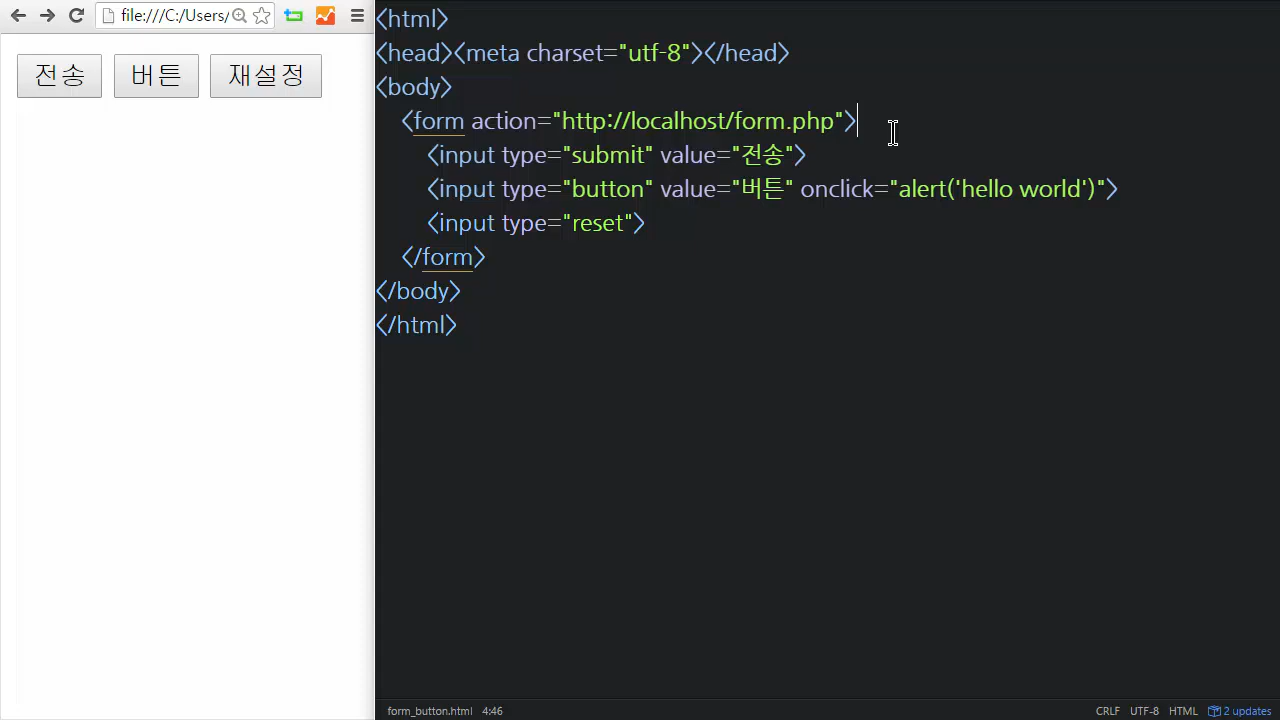 file:///C:/Users/
전송 버튼 재설정
<html>
<head><meta charset="utf-8"></head>
<body>
<form action="http://localhost/form.php">
<input type="submit" value="전송">
<input type="button" value="버튼" onclick="alert('hello world')">
<input type="reset">
</form>
</body>
</html>
form_button.html 4:46 CRLF UTF-8 HTML 2 updates